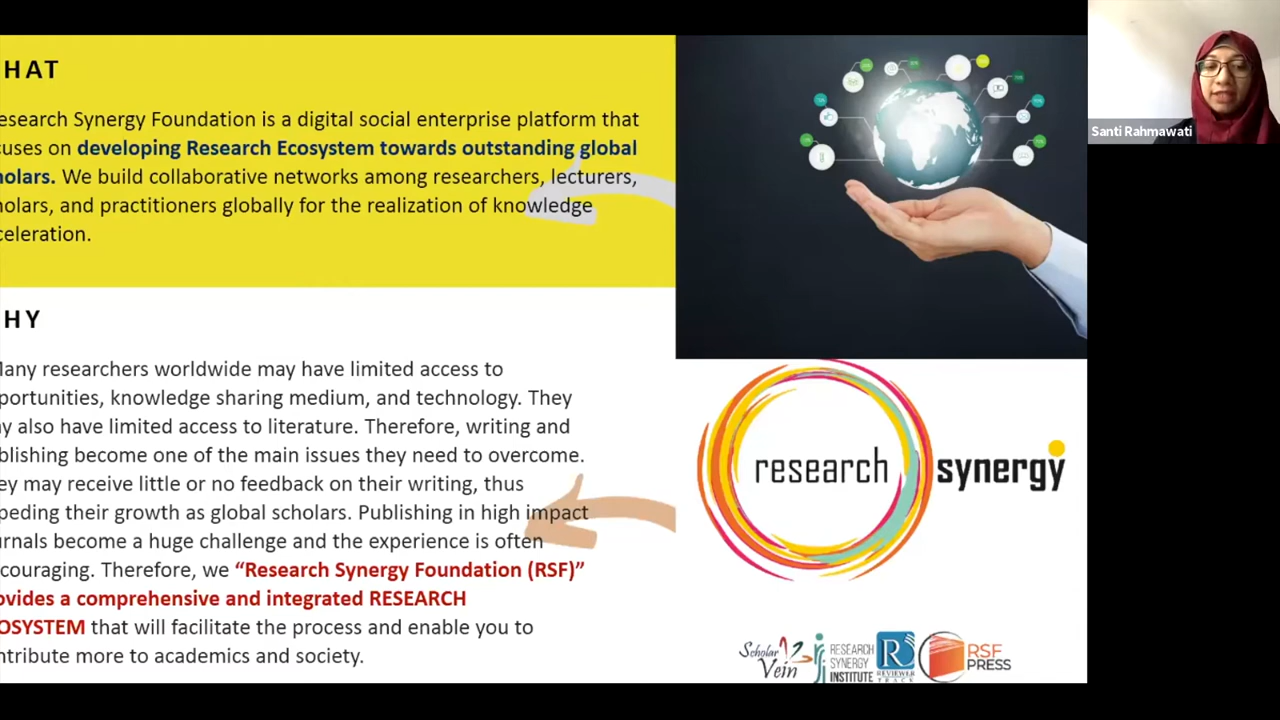 HAT
esearch Synergy Foundation is a digital social enterprise platform that
cuses on developing Research Ecosystem towards outstanding global
holars. We build collaborative networks among researchers, lecturers,
holars, and practitioners globally for the realization of knowledge
celeration.
HY
Many researchers worldwide may have limited access to
portunities, knowledge sharing medium, and technology. They
ay also have limited access to literature. Therefore, writing and
blishing become one of the main issues they need to overcome.
ey may receive little or no feedback on their writing, thus
peding their growth as global scholars. Publishing in high impact
urnals become a huge challenge and the experience is often
couraging. Therefore, we “Research Synergy Foundation (RSF)”
ovides a comprehensive and integrated RESEARCH
OSYSTEM that will facilitate the process and enable you to
ntribute more to academics and society.
Santi Rahmawati
research synergy
Scholar Vein
RESEARCH
SYNERGY
INSTITUTE
R
REVIEWER
TRACK
RSF
PRESS